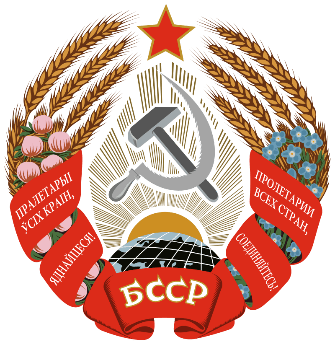 ПРАЛЕТАРЫ
ЎСІХ КРАІН,
ЯДНАЙЦЕСЯ!
ПРОЛЕТАРИИ
ВСЕХ СТРАН,
СОЕДИНЯЙТЕСЬ!
БССР